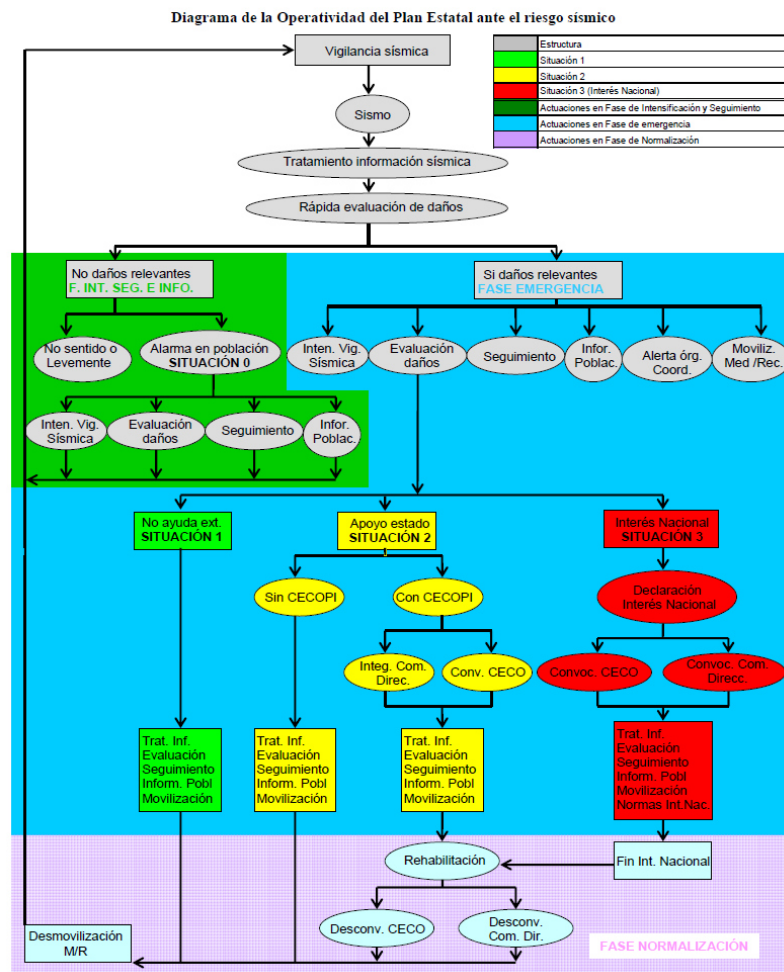 Diagrama de la Operatividad del Plan Estatal ante el riesgo sísmico
Vigilancia sísmica
Estructura
Situación 1
Situación 2
Situación 3 (Interés Nacional)
Actuaciones en Fase de Intensificación y Seguimiento
Actuaciones en Fase de emergencia
Actuaciones en Fase de Normalización
Sismo
Tratamiento información sísmica
Rápida evaluación de daños
No daños relevantes
F. INT. SEG. E INFO.
Si daños relevantes
FASE EMERGENCIA
No sentido o
Levemente
Alarma en población
SITUACIÓN 0
Inten. Vig.
Sísmica
Evaluación
daños
Seguimiento
Infor.
Poblac.
Alerta órg.
Coord.
Moviliz.
Med /Rec.
Inten. Vig.
Sísmica
Evaluación
daños
Seguimiento
Infor.
Poblac.
No ayuda ext.
SITUACIÓN 1
Apoyo estado
SITUACIÓN 2
Interés Nacional
SITUACIÓN 3
Sin CECOPI
Con CECOPI
Declaración
Interés Nacional
Integ. Com.
Direc.
Conv. CECO
Convoc. CECO
Convoc. Com.
Direcc.
Trat. Inf.
Evaluación
Seguimiento
Inform. Pobl
Movilización
Trat. Inf.
Evaluación
Seguimiento
Inform. Pobl
Movilización
Trat. Inf.
Evaluación
Seguimiento
Inform. Pobl
Movilización
Trat. Inf.
Evaluación
Seguimiento
Inform. Pobl
Movilización
Normas Int.Nac.
Rehabilitación
Fin Int. Nacional
Desmovilización
M/R
Desconv. CECO
Desconv.
Com. Dir.
FASE NORMALIZACIÓN